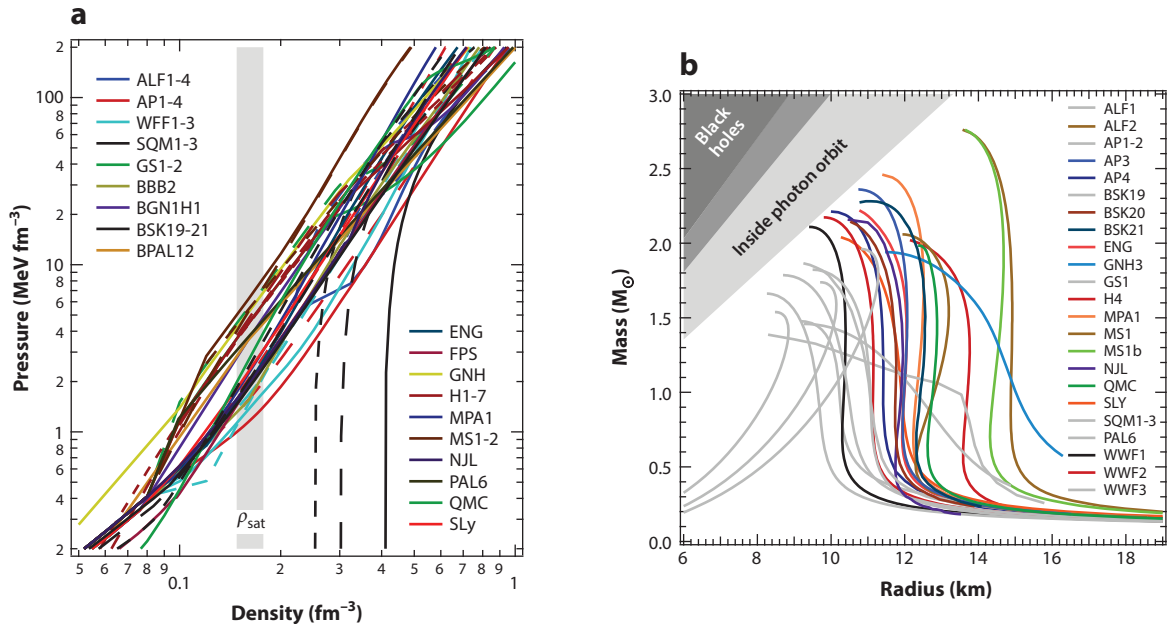 a
Pressure (MeV fm⁻³)
2
100
8
6
4
2
10
8
6
4
2
1
8
6
4
2
ALF1-4
AP1-4
WFF1-3
SQM1-3
GS1-2
BBB2
BGN1H1
BSK19-21
BPAL12
ENG
FPS
GNH
H1-7
MPA1
MS1-2
NJL
PAL6
QMC
SLy
ρsat
5 6 7 8 9 2 3 4 5 6 7 8 9
0.1 1
Density (fm⁻³)
b
Mass (M⊙)
3.0
2.5
2.0
1.5
1.0
0.5
0.0
Black
holes
Inside photon orbit
ALF1
ALF2
AP1-2
AP3
AP4
BSK19
BSK20
BSK21
ENG
GNH3
GS1
H4
MPA1
MS1
MS1b
NJL
QMC
SLY
SQM1-3
PAL6
WWF1
WWF2
WWF3
6 8 10 12 14 16 18
Radius (km)